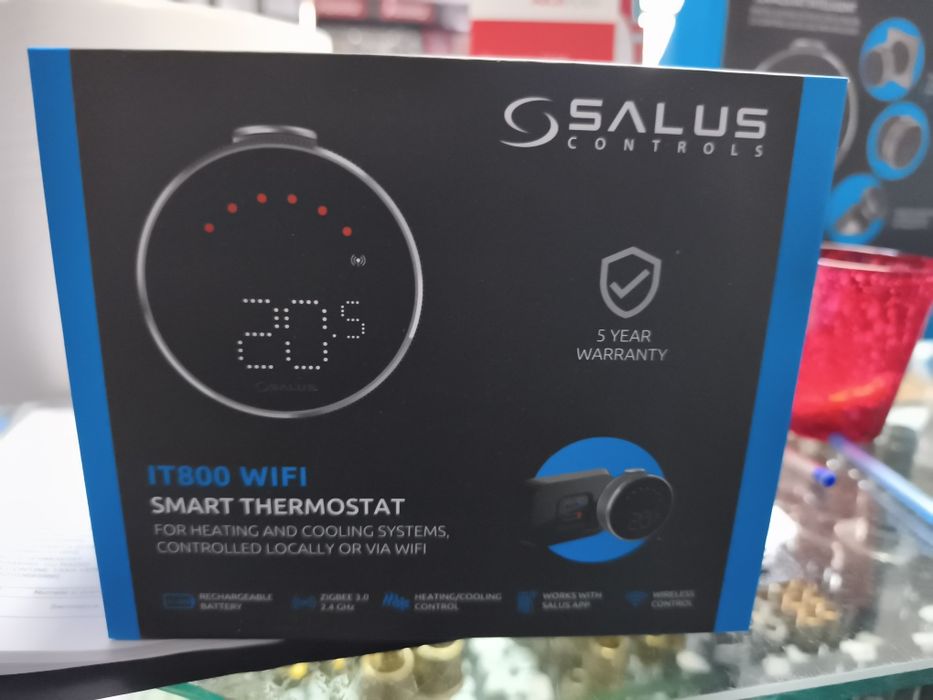 SALUS
CONTROLS
20.5
SALUS
5 YEAR
WARRANTY
IT800 WIFI
SMART THERMOSTAT
FOR HEATING AND COOLING SYSTEMS,
CONTROLLED LOCALLY OR VIA WIFI
RECHARGEABLE
BATTERY
ZIGBEE 3.0
2.4 GHz
HEATING/COOLING
CONTROL
WORKS WITH
SALUS APP
WIRELESS
CONTROL